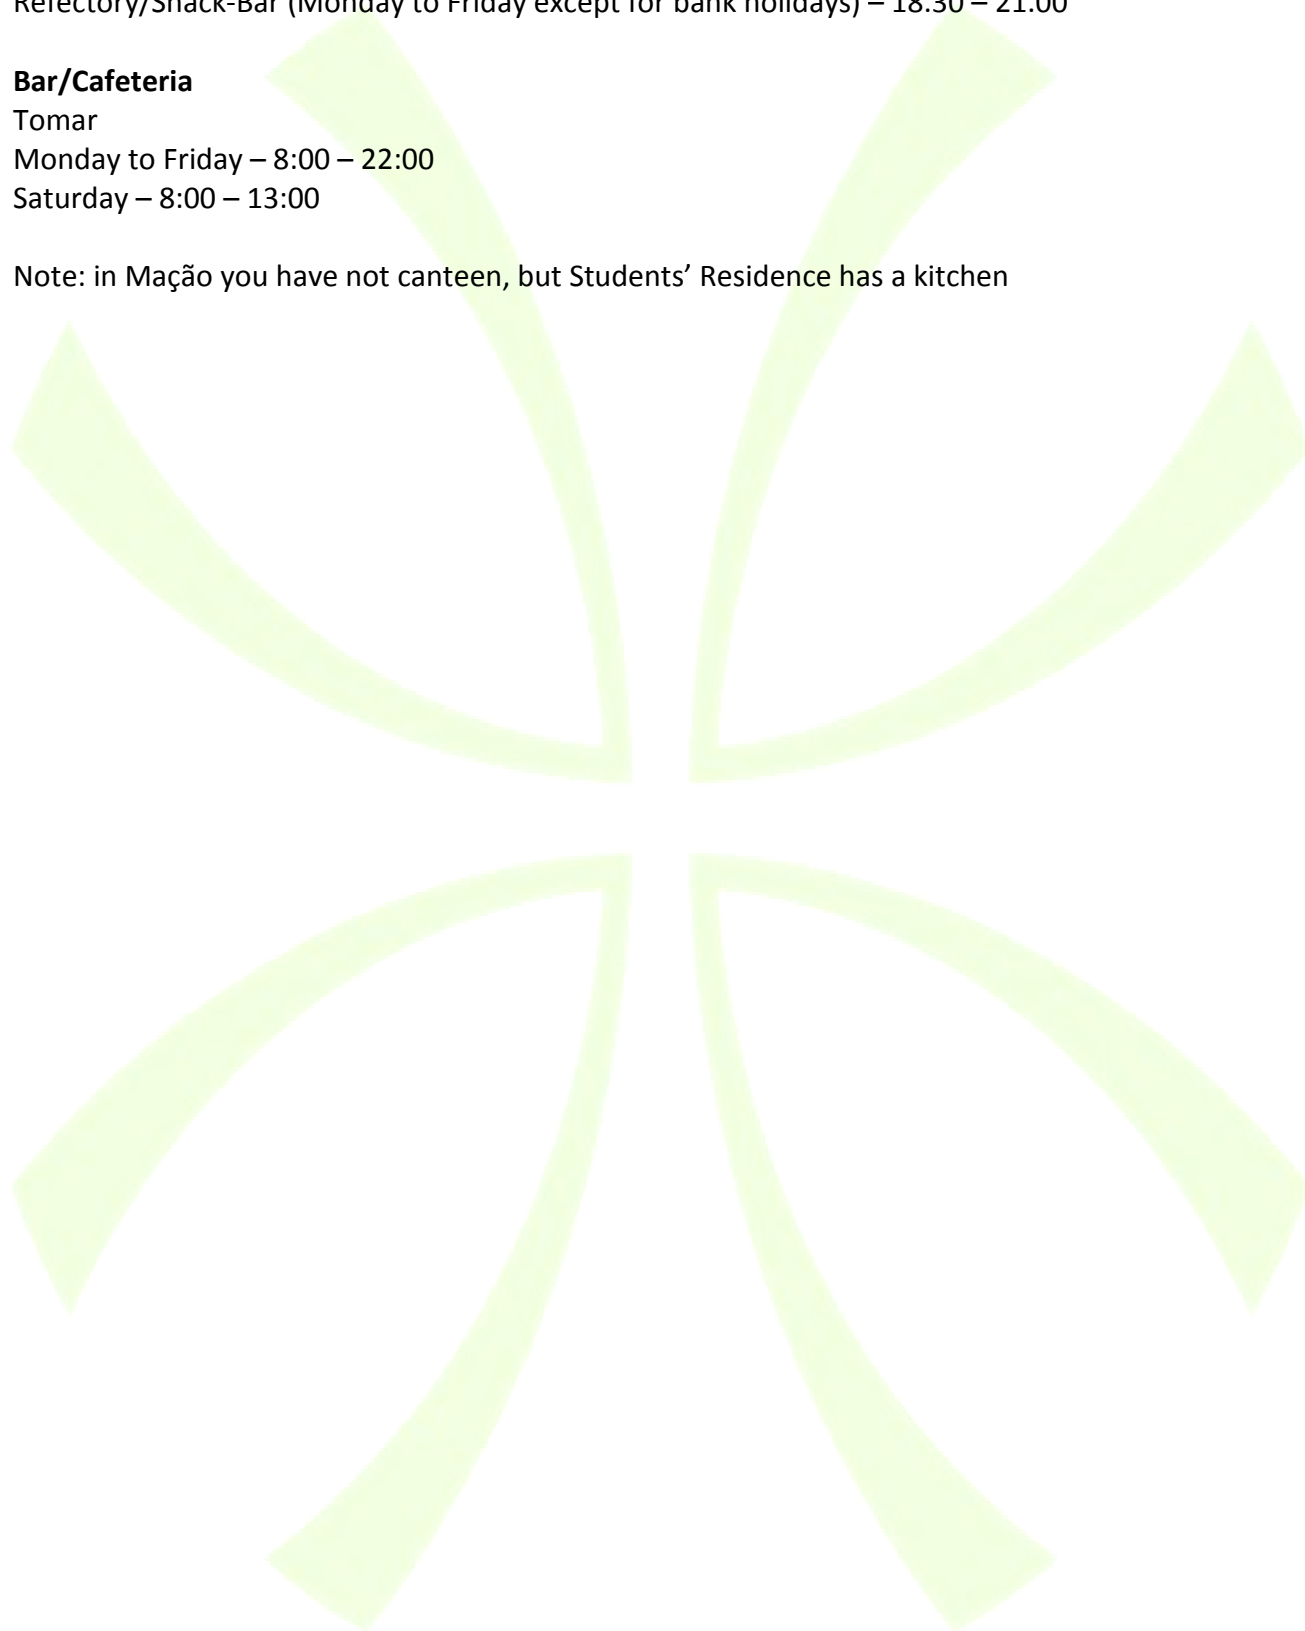 Refectory/Snack-Bar (Monday to Friday except for bank holidays) – 18.30 – 21.00
Bar/Cafeteria
Tomar
Monday to Friday – 8:00 – 22:00
Saturday – 8:00 – 13:00
Note: in Mação you have not canteen, but Students’ Residence has a kitchen